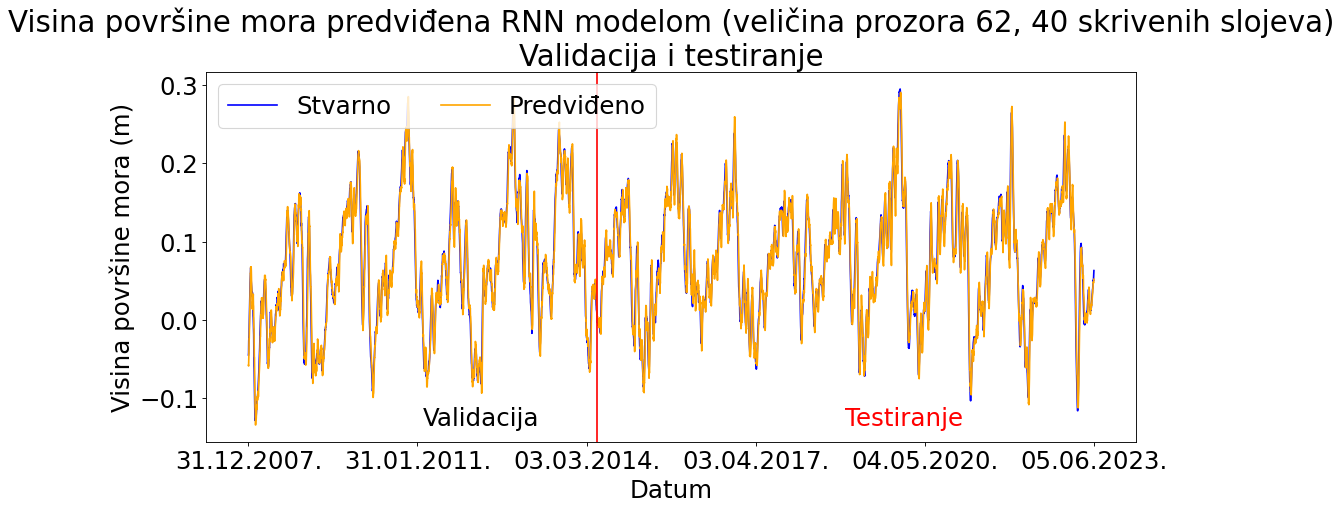 Visina površine mora predviđena RNN modelom (veličina prozora 62, 40 skrivenih slojeva)
Validacija i testiranje
Stvarno
Predviđeno
Visina površine mora (m)
0.3
0.2
0.1
0.0
−0.1
Validacija
Testiranje
31.12.2007.
31.01.2011.
03.03.2014.
03.04.2017.
04.05.2020.
05.06.2023.
Datum